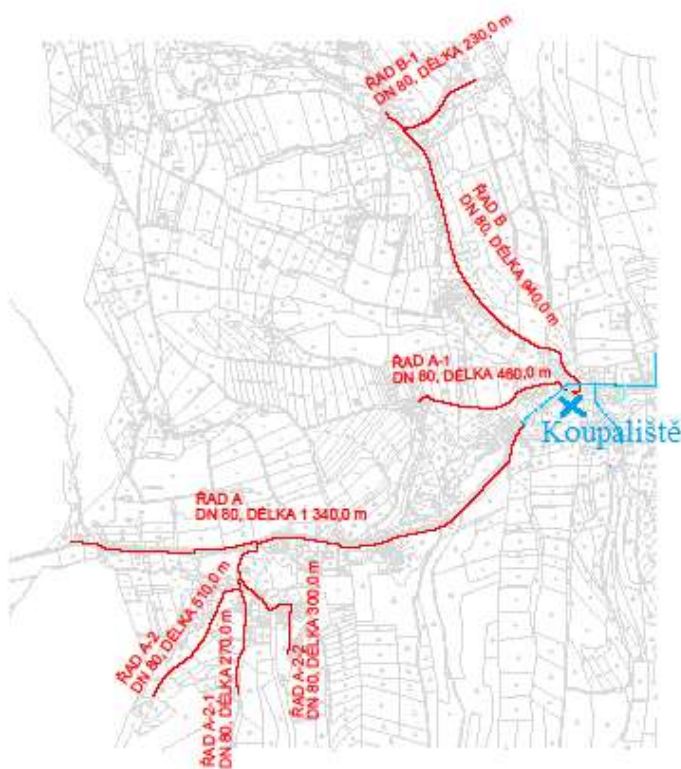 ŘAD B-1
DN 80, DÉLKA 230,0 m
ŘAD B
DN 80, DÉLKA 940,0 m
ŘAD A-1
DN 80, DÉLKA 460,0 m
Koupaliště
ŘAD A
DN 80, DÉLKA 1 340,0 m
ŘAD A-2
DN 80, DÉLKA 510,0 m
ŘAD A-2-1
DN 80, DÉLKA 270,0 m
ŘAD A-2-2
DN 80, DÉLKA 300,0 m